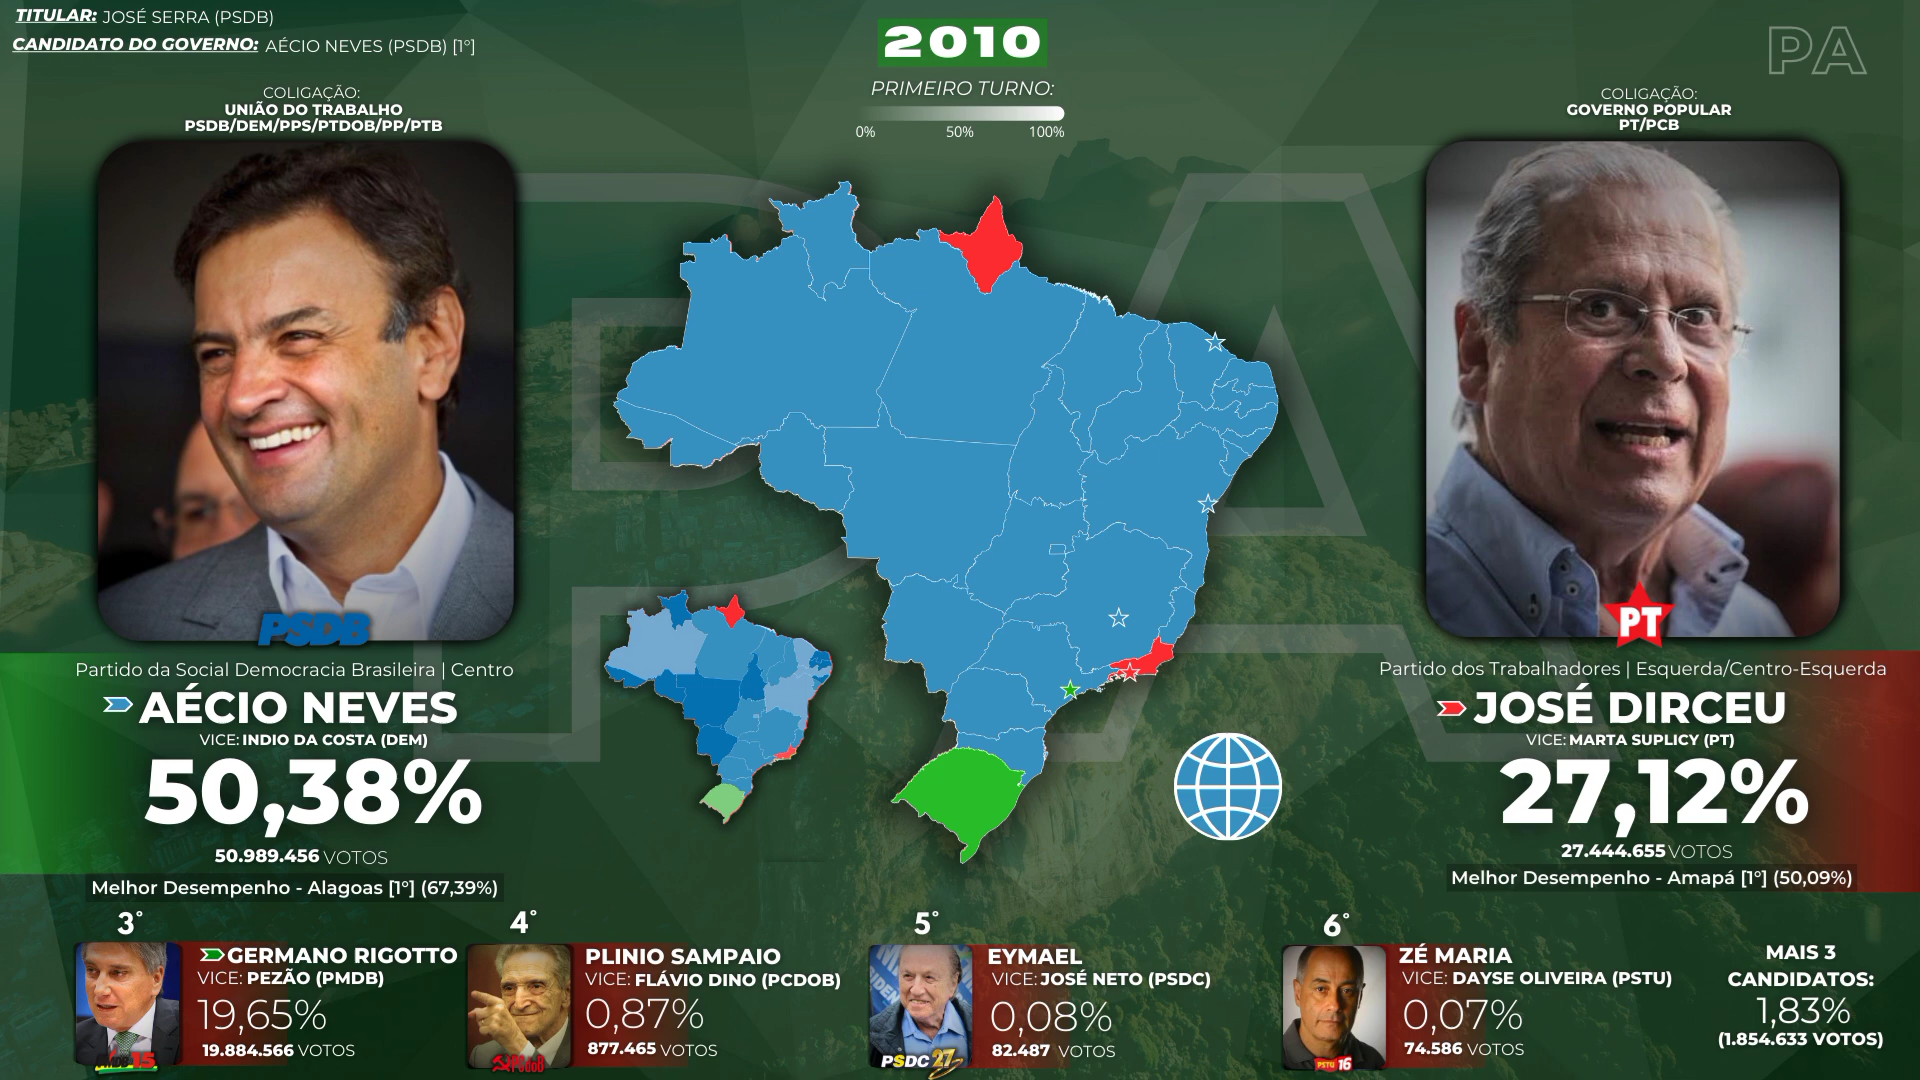 TITULAR: JOSÉ SERRA (PSDB)
CANDIDATO DO GOVERNO: AÉCIO NEVES (PSDB) [1°]
2010
PRIMEIRO TURNO:
0% 50% 100%
PA
COLIGAÇÃO:
UNIÃO DO TRABALHO
PSDB/DEM/PPS/PTDOB/PP/PTB
PSDB
Partido da Social Democracia Brasileira | Centro
AÉCIO NEVES
VICE: INDIO DA COSTA (DEM)
50,38%
50.989.456 VOTOS
Melhor Desempenho - Alagoas [1°] (67,39%)
COLIGAÇÃO:
GOVERNO POPULAR
PT/PCB
PT
Partido dos Trabalhadores | Esquerda/Centro-Esquerda
JOSÉ DIRCEU
VICE: MARTA SUPLICY (PT)
27,12%
27.444.655 VOTOS
Melhor Desempenho - Amapá [1°] (50,09%)
3°
GERMANO RIGOTTO
VICE: PEZÃO (PMDB)
19,65%
19.884.566 VOTOS
15
4°
PLINIO SAMPAIO
VICE: FLÁVIO DINO (PCDOB)
0,87%
877.465 VOTOS
PCdoB
5°
EYMAEL
VICE: JOSÉ NETO (PSDC)
0,08%
82.487 VOTOS
PSDC 27
6°
ZÉ MARIA
VICE: DAYSE OLIVEIRA (PSTU)
0,07%
74.586 VOTOS
PSTU 16
MAIS 3
CANDIDATOS:
1,83%
(1.854.633 VOTOS)